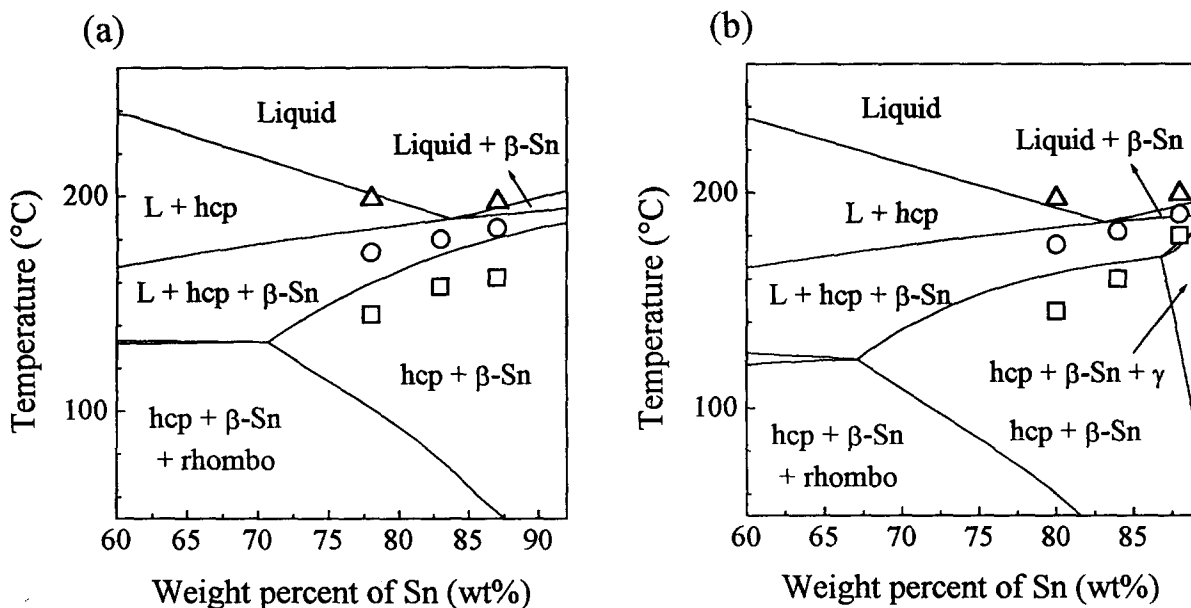 (a)
Liquid
Liquid + β-Sn
L + hcp
L + hcp + β-Sn
hcp + β-Sn
hcp + β-Sn
+ rhombo
200
100
60 65 70 75 80 85 90
Temperature (°C)
Weight percent of Sn (wt%)
(b)
Liquid
Liquid + β-Sn
L + hcp
L + hcp + β-Sn
hcp + β-Sn + γ
hcp + β-Sn
hcp + β-Sn
+ rhombo
200
100
60 65 70 75 80 85
Temperature (°C)
Weight percent of Sn (wt%)